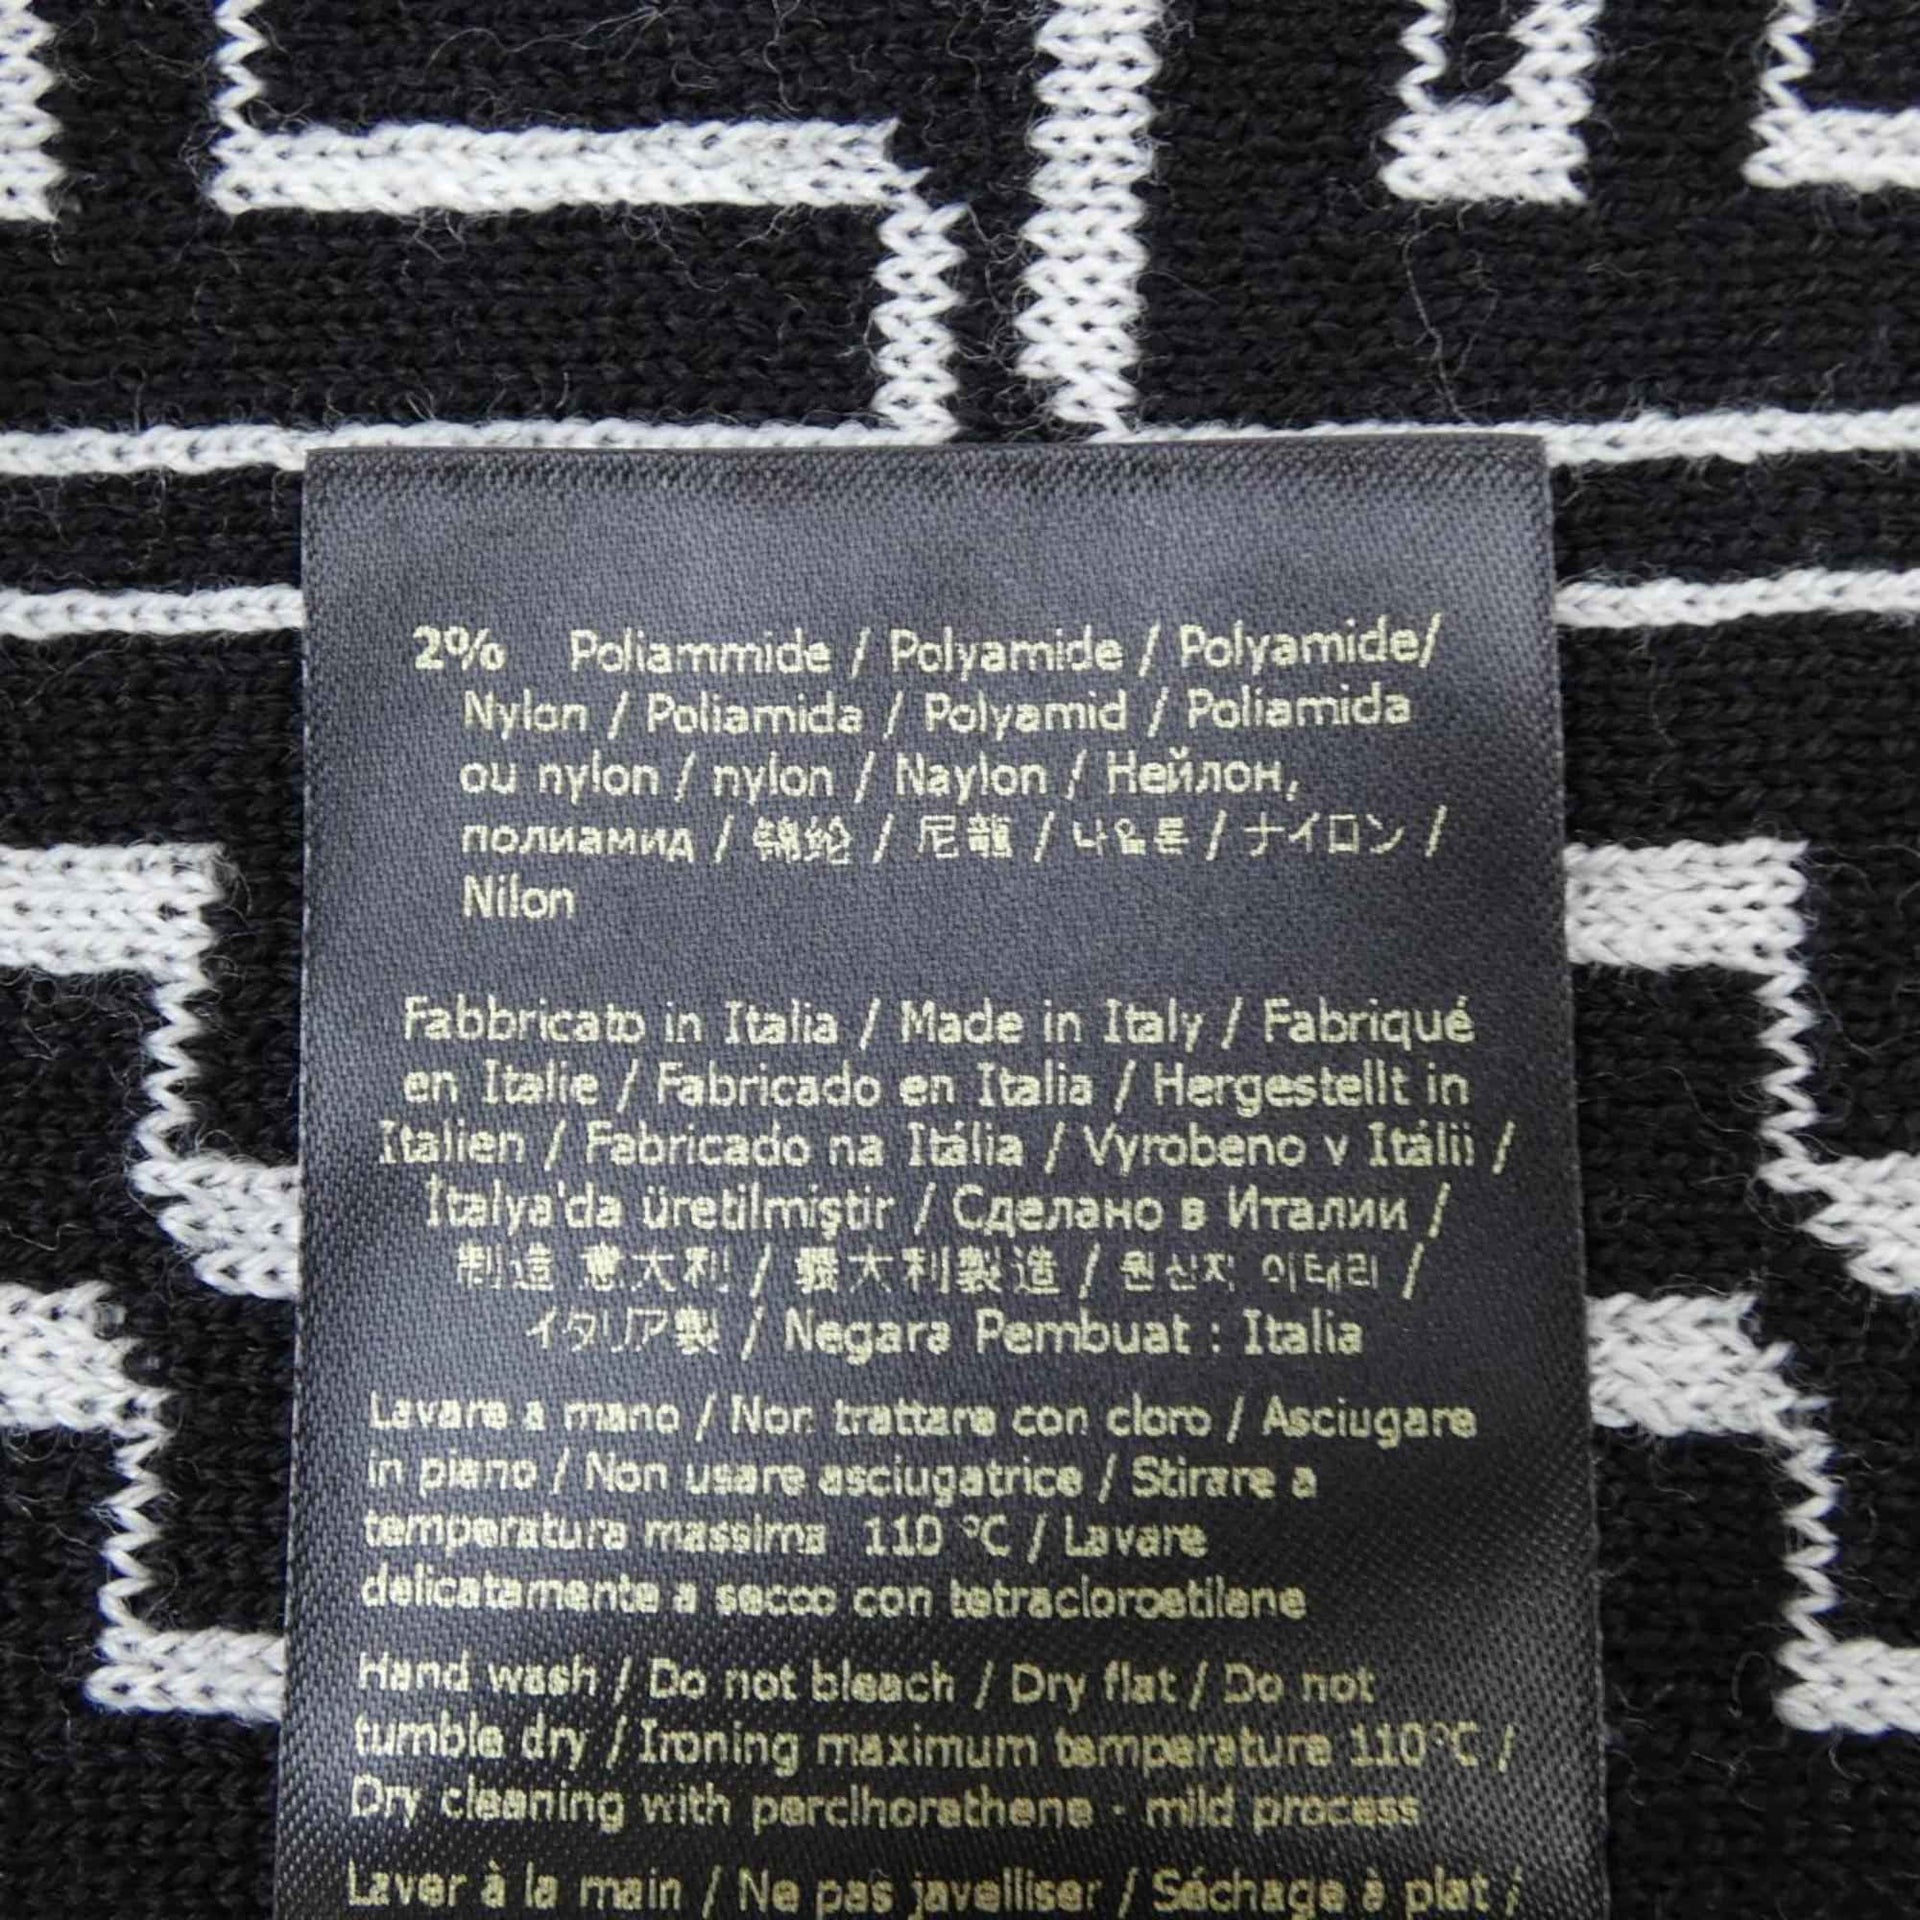 2% Poliammide / Polyamide / Polyamide/
Nylon / Poliamida / Polyamid / Poliamida
ou nylon / nylon / Naylon / Нейлон,
полиамид / 锦纶 / 尼龍 / 나일론 / ナイロン /
Nilon
Fabbricato in Italia / Made in Italy / Fabriqué
en Italie / Fabricado en Italia / Hergestellt in
Italien / Fabricado na Itália / Vyrobeno v Itálii /
İtalya'da üretilmiştir / Сделано в Италии /
制造 意大利 / 義大利製造 / 원산지 이태리 /
イタリア製 / Negara Pembuat : Italia
Lavare a mano / Non trattare con cloro / Asciugare
in piano / Non usare asciugatrice / Stirare a
temperatura massima 110 °C / Lavare
delicatamente a secco con tetracloroetilene
Hand wash / Do not bleach / Dry flat / Do not
tumble dry / Ironing maximum temperature 110°C /
Dry cleaning with perclhorathene - mild process
Laver à la main / Ne pas javelliser / Séchage à plat /